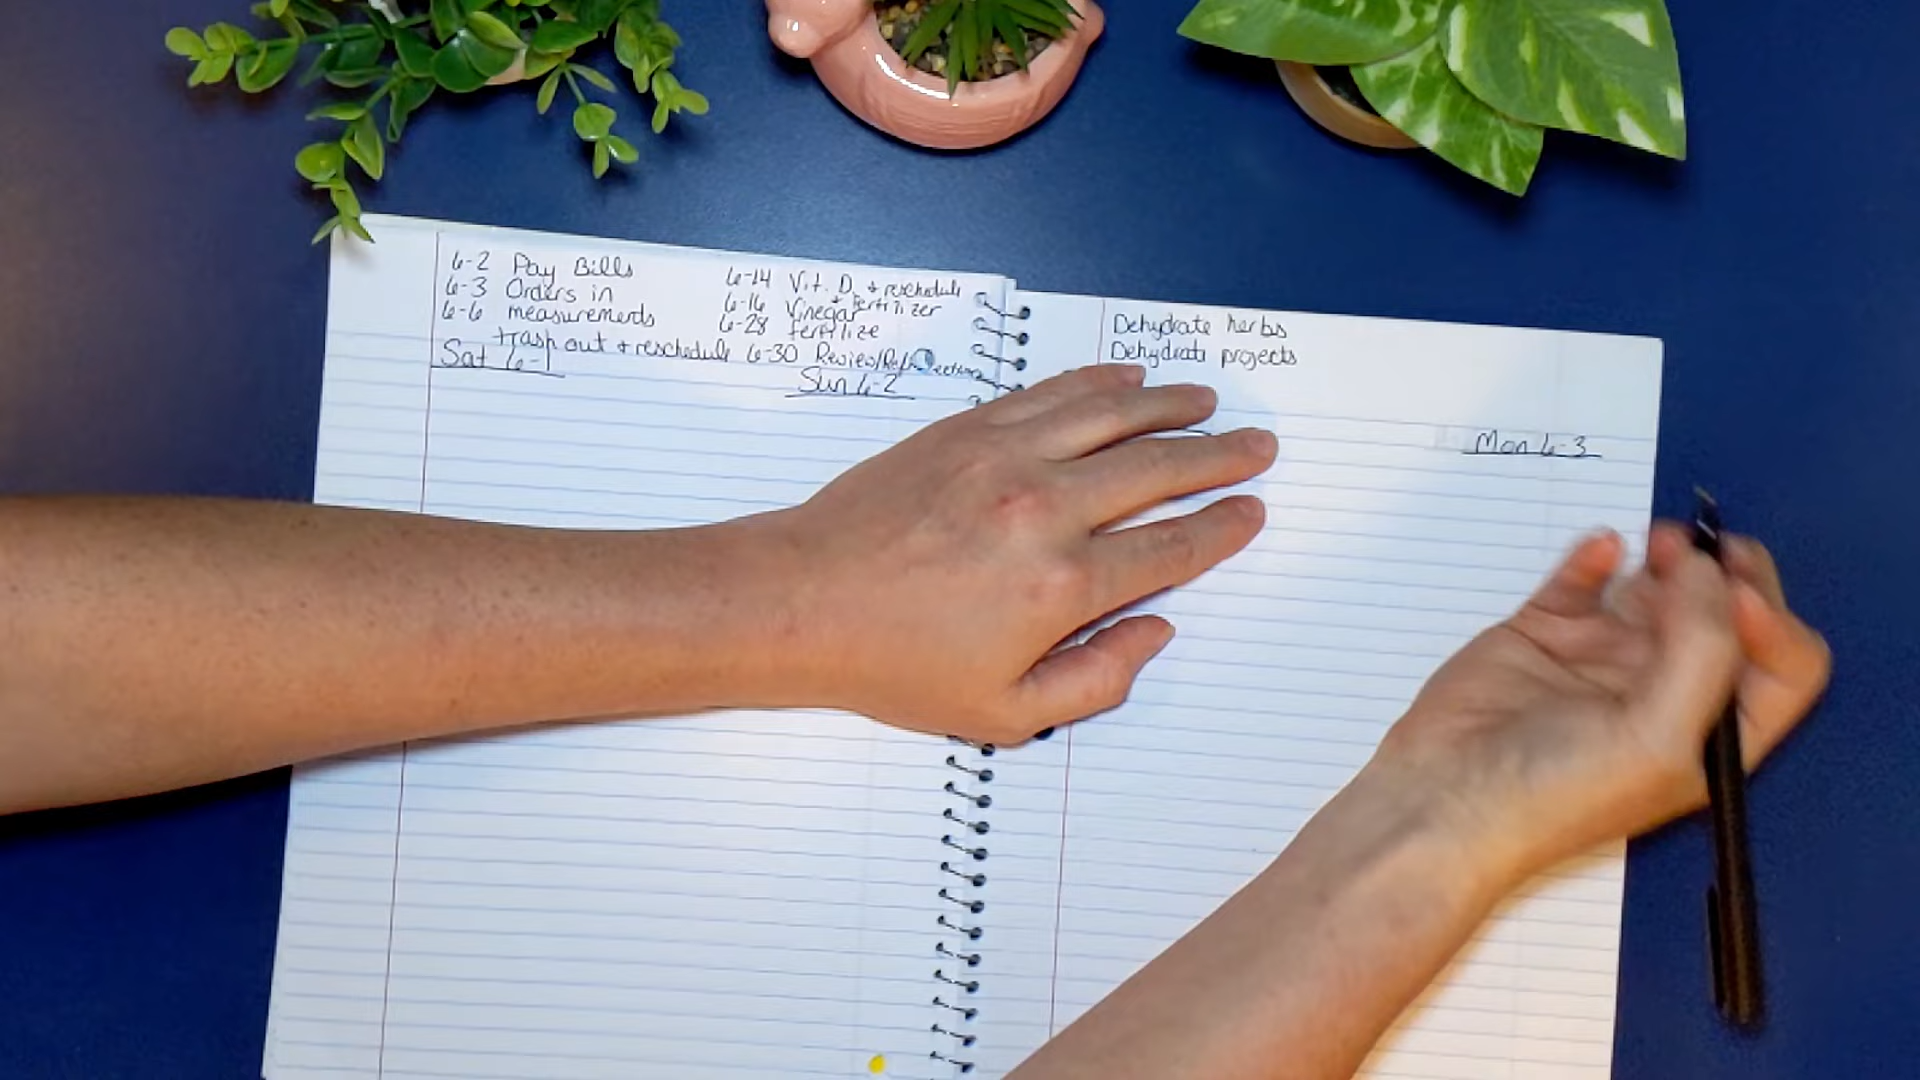 6-2 Pay Bills
6-3 Orders in
6-6 measurements
trash out + reschedule
6-14 Vit. D + reschedule
6-16 Vinegar + fertilizer
6-28 fertilize
6-30 Review/Reflections
Sat 6-1
Sun 6-2
Dehydrate herbs
Dehydrate projects
Mon 6-3